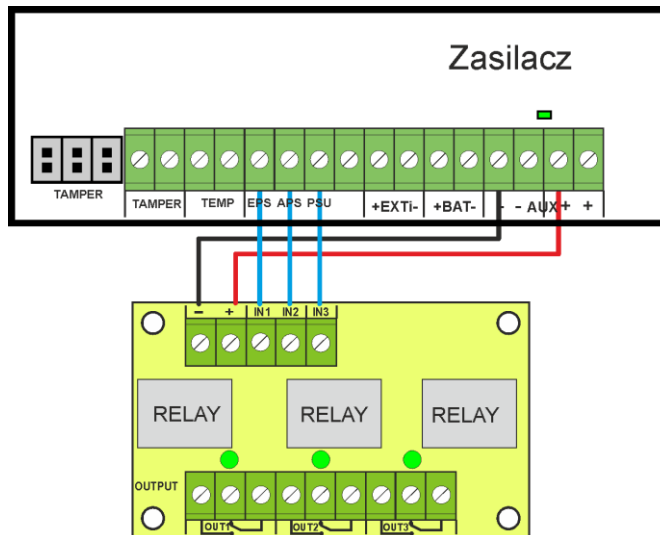 Zasilacz
TAMPER
TAMPER TEMP EPS APS PSU +EXTi- +BAT- - - AUX + +
- + IN1 IN2 IN3
RELAY RELAY RELAY
OUTPUT
OUT1 OUT2 OUT3